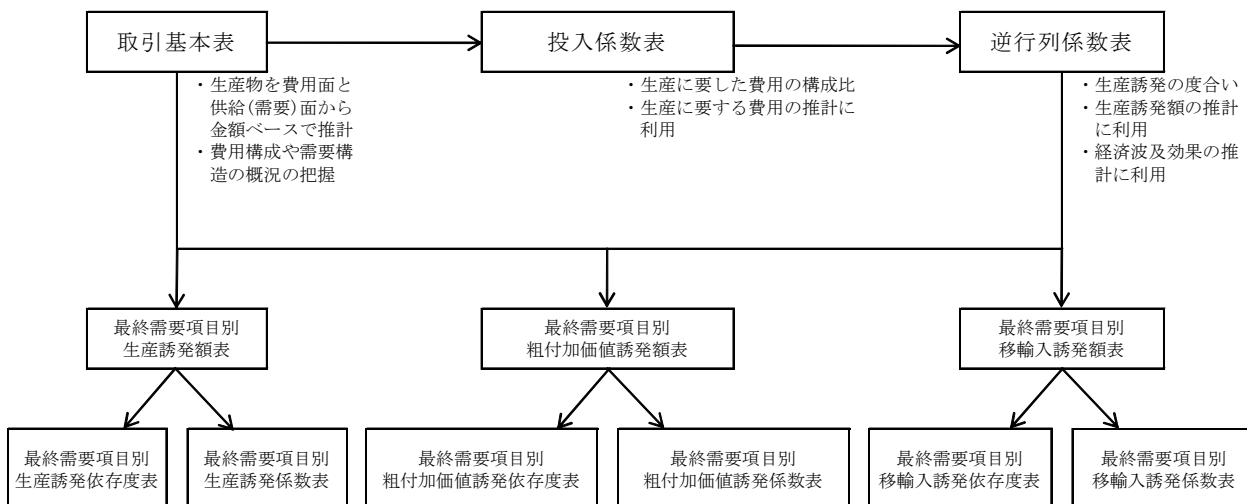 取引基本表
投入係数表
逆行列係数表
・生産物を費用面と
供給(需要)面から
金額ベースで推計
・費用構成や需要構
造の概況の把握
・生産に要した費用の構成比
・生産に要する費用の推計に
利用
・生産誘発の度合い
・生産誘発額の推計
に利用
・経済波及効果の推
計に利用
最終需要項目別
生産誘発額表
最終需要項目別
粗付加価値誘発額表
最終需要項目別
移輸入誘発額表
最終需要項目別
生産誘発依存度表
最終需要項目別
生産誘発係数表
最終需要項目別
粗付加価値誘発依存度表
最終需要項目別
粗付加価値誘発係数表
最終需要項目別
移輸入誘発依存度表
最終需要項目別
移輸入誘発係数表